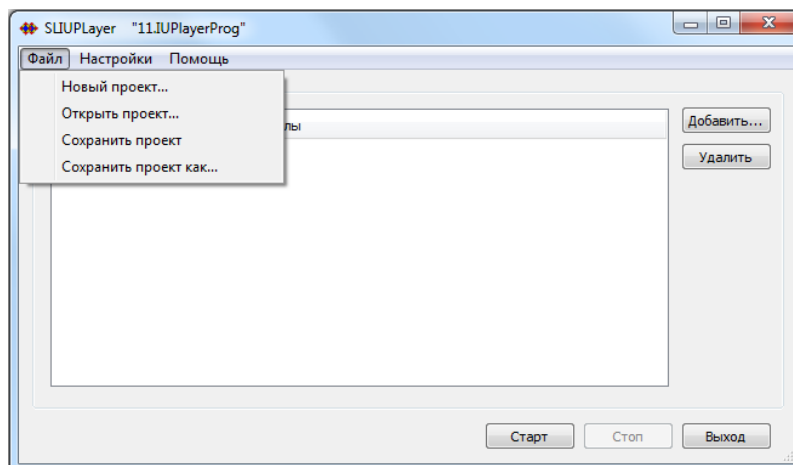 SLIUPLayer "11.IUPlayerProg"
Файл Настройки Помощь
Новый проект...
Открыть проект...
Сохранить проект
Сохранить проект как...
Добавить...
Удалить
Старт Стоп Выход